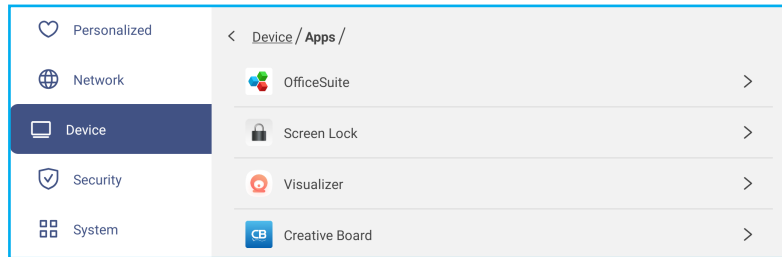 Personalized
Network
Device
Security
System
< Device / Apps /
OfficeSuite
Screen Lock
Visualizer
CB
Creative Board